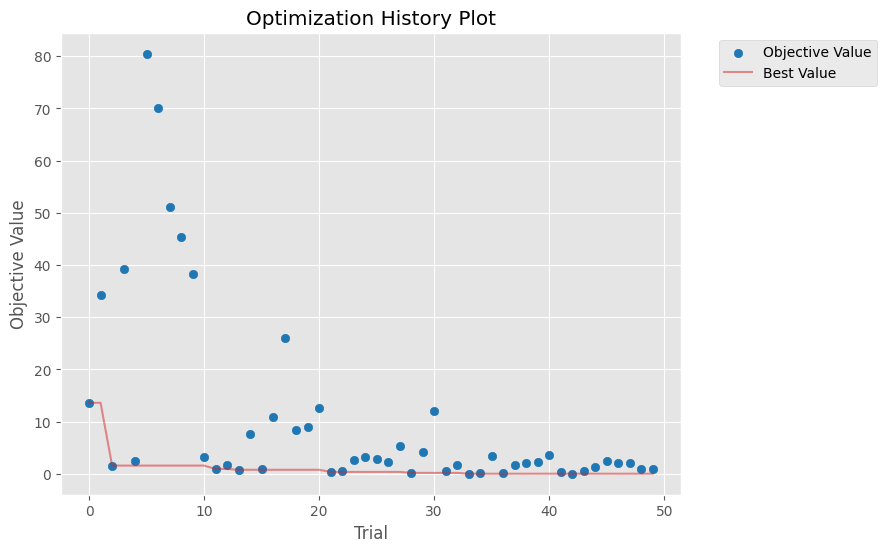 Optimization History Plot
Objective Value
Best Value
80
70
60
50
40
30
20
10
0
Objective Value
0 10 20 30 40 50
Trial